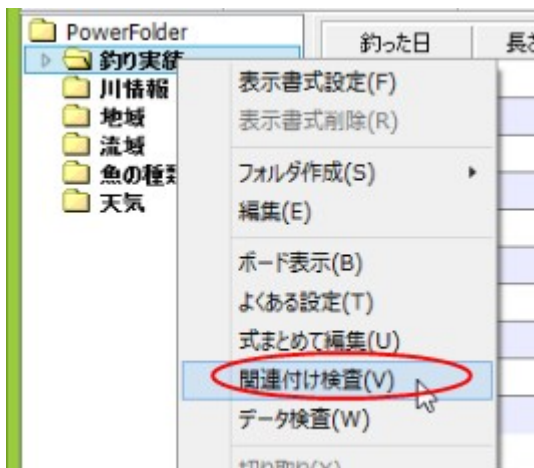 PowerFolder
釣り実績
川情報
地域
流域
魚の種
天気
釣った日
長
表示書式設定(F)
表示書式削除(R)
フォルダ作成(S)
編集(E)
ボード表示(B)
よくある設定(T)
式まとめて編集(U)
関連付け検査(V)
データ検査(W)